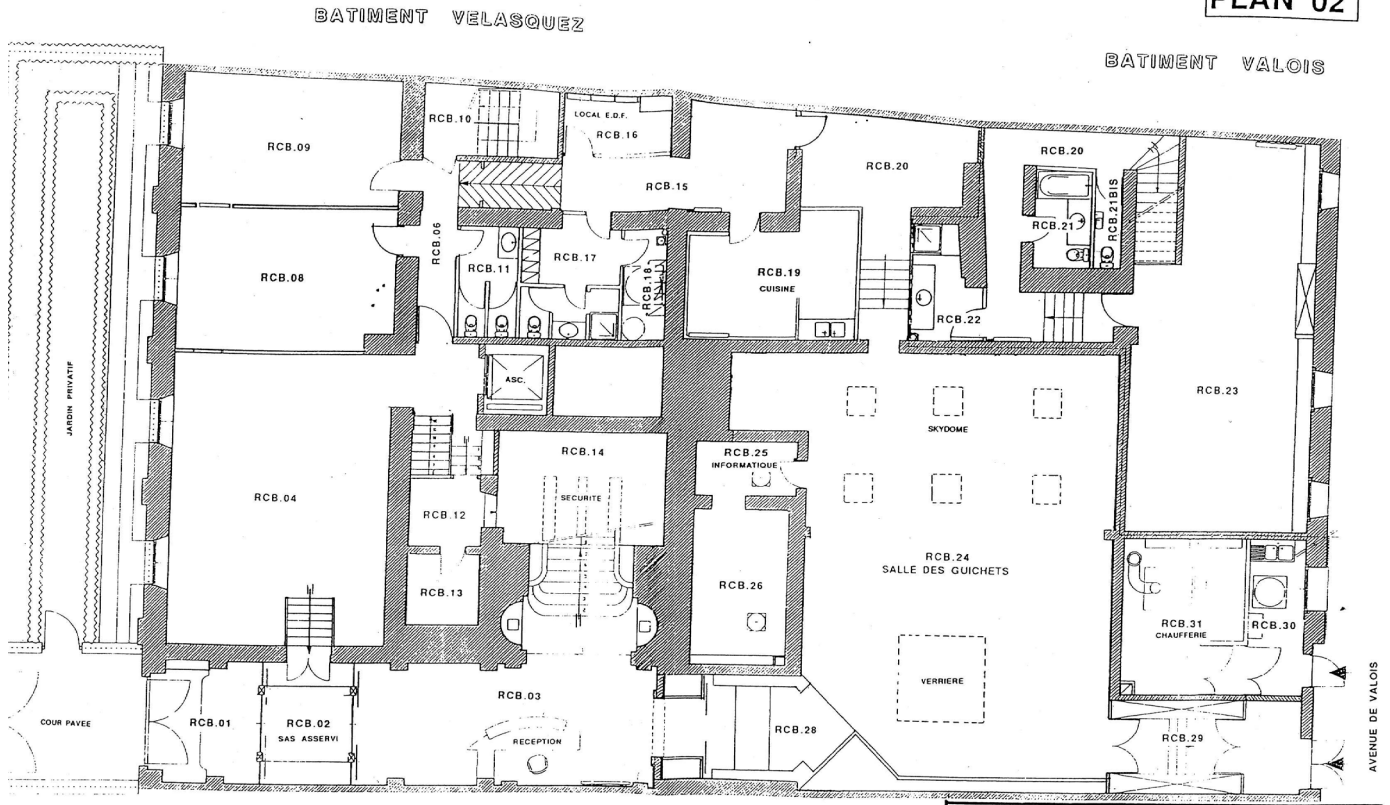 PLAN 02
BATIMENT VELASQUEZ
BATIMENT VALOIS
RCB.09
RCB.10
LOCAL E.D.F.
RCB.16
RCB.15
RCB.20
RCB.20
RCB.21
RCB.21BIS
RCB.06
RCB.08
RCB.11
RCB.17
RCB.18
RCB.19
CUISINE
RCB.22
RCB.23
JARDIN PRIVATIF
ASC.
SKYDOME
RCB.04
RCB.14
SECURITE
RCB.25
INFORMATIQUE
RCB.12
RCB.13
RCB.26
RCB.24
SALLE DES GUICHETS
RCB.31
CHAUFFERIE
RCB.30
COUR PAVEE
RCB.01
RCB.02
SAS ASSERVI
RCB.03
RECEPTION
RCB.28
VERRIERE
RCB.29
AVENUE DE VALOIS